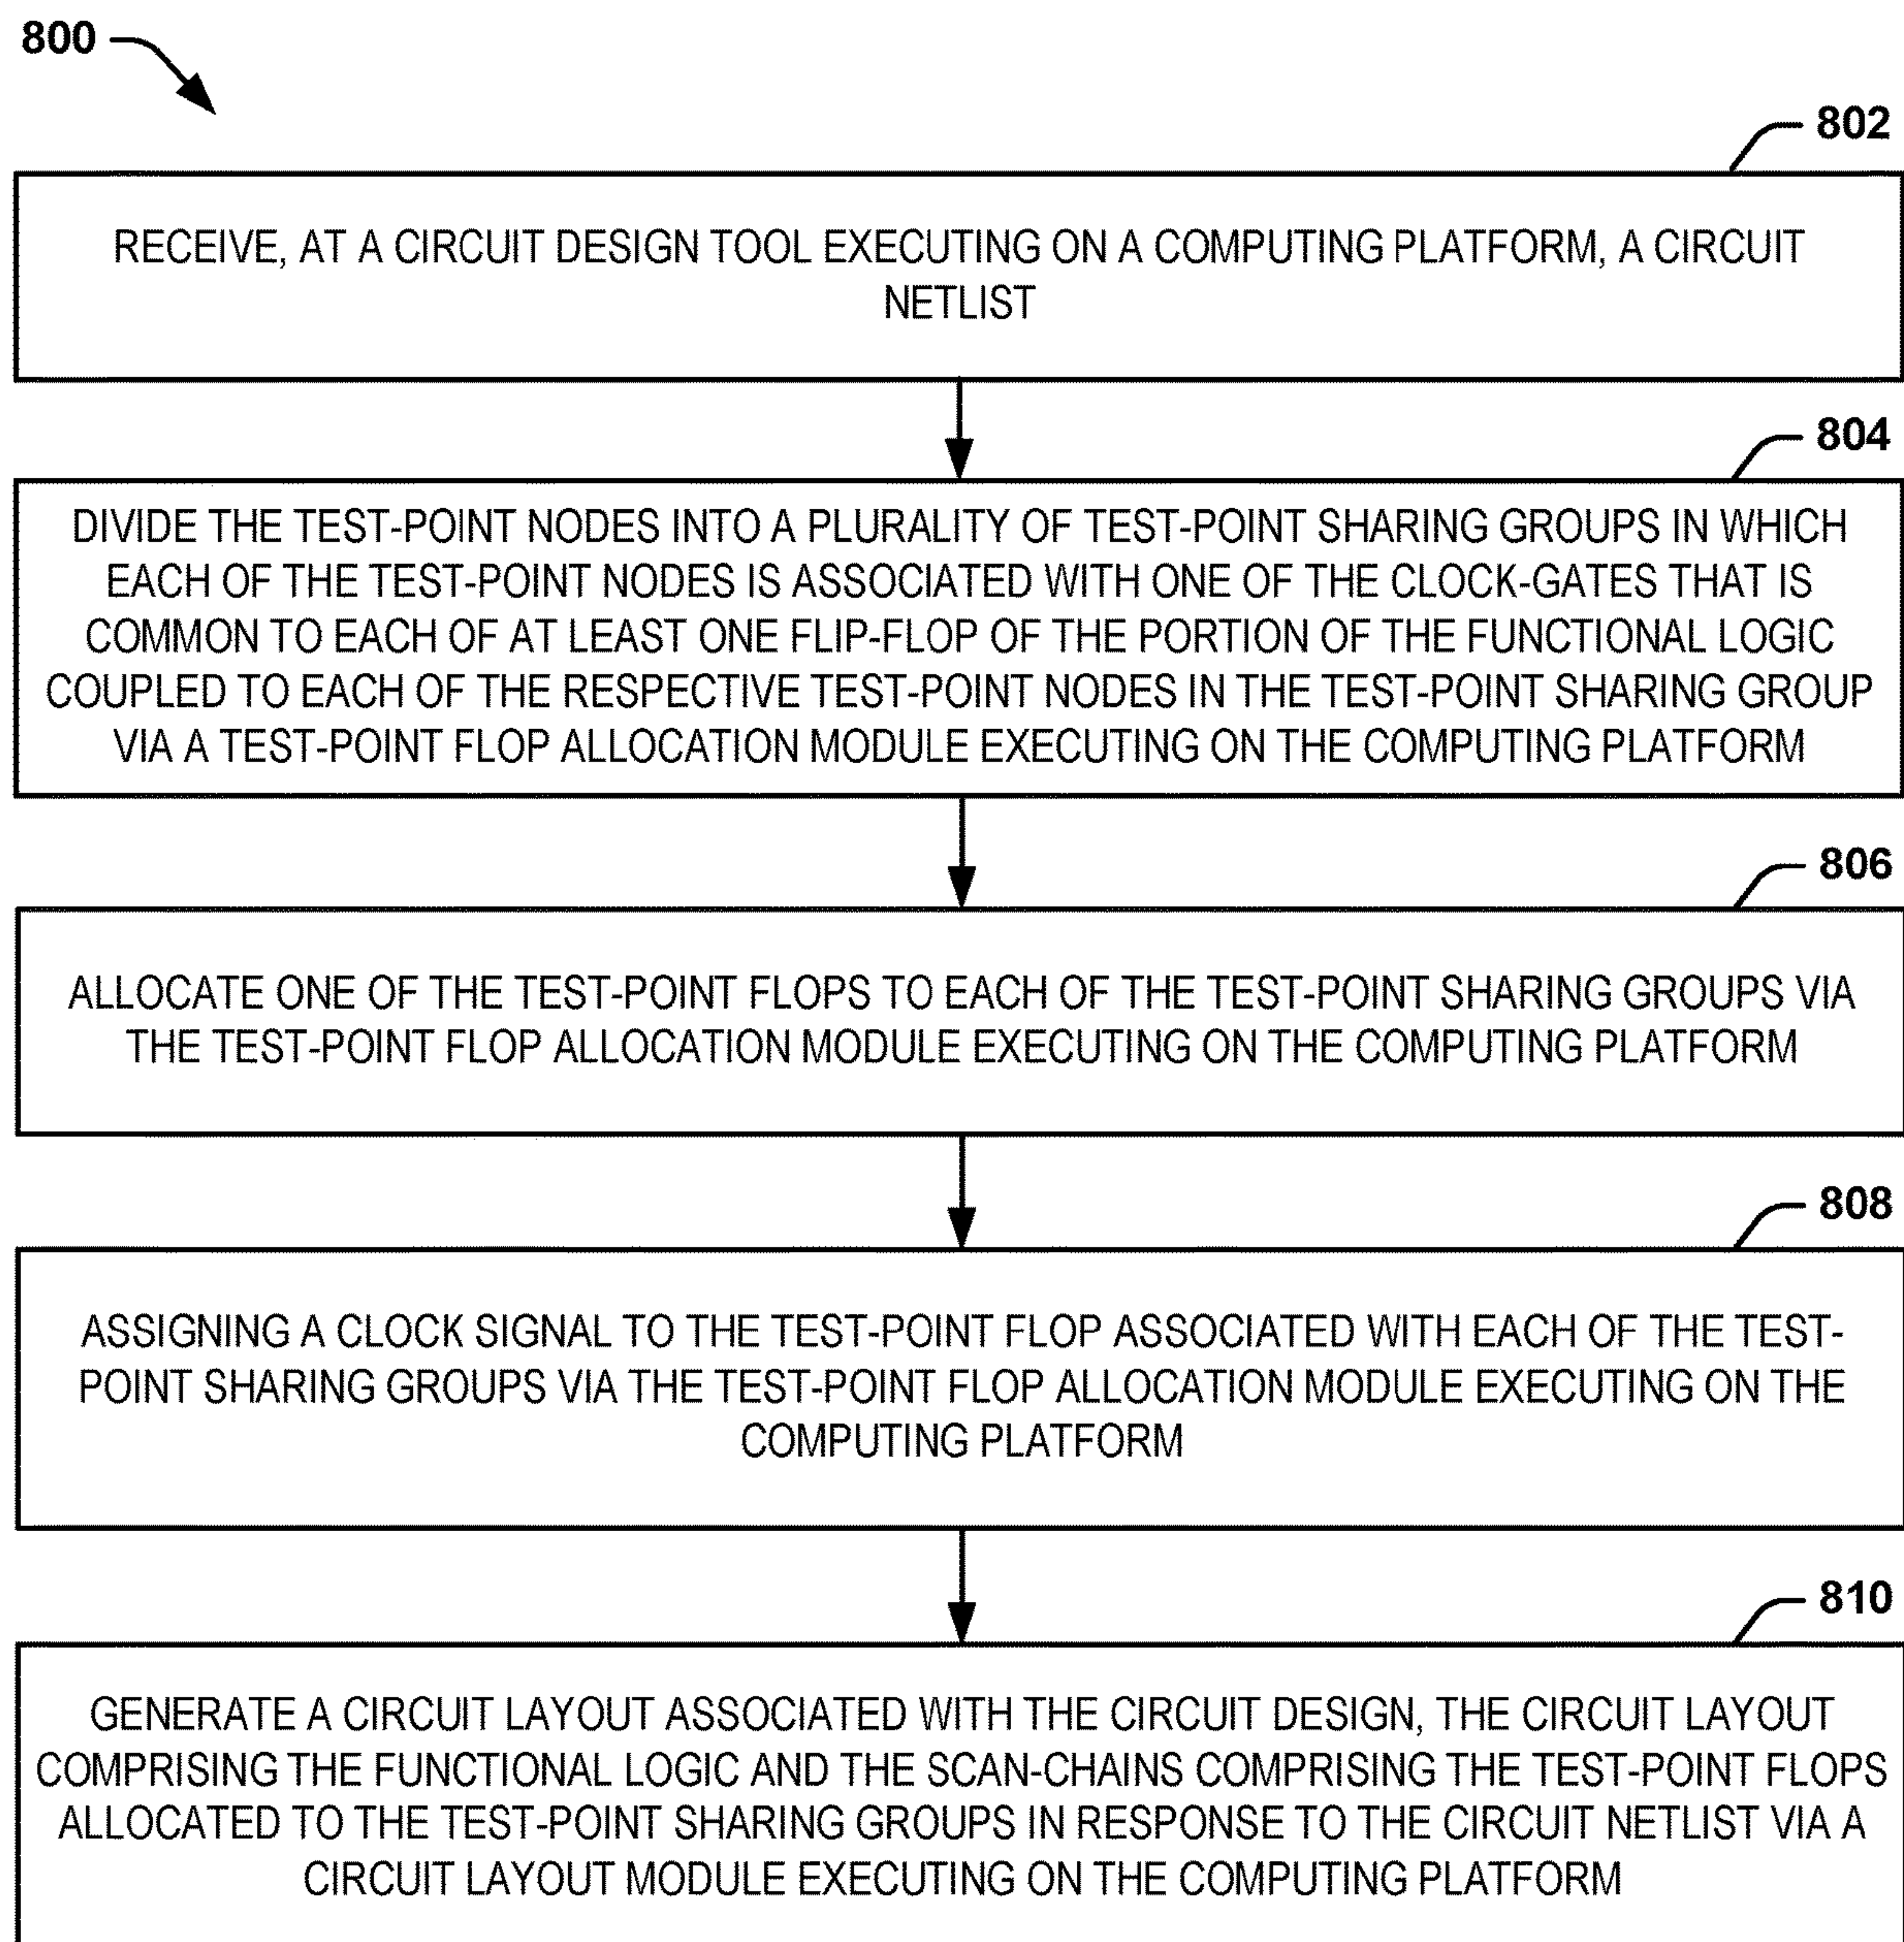 800
802
RECEIVE, AT A CIRCUIT DESIGN TOOL EXECUTING ON A COMPUTING PLATFORM, A CIRCUIT
NETLIST
804
DIVIDE THE TEST-POINT NODES INTO A PLURALITY OF TEST-POINT SHARING GROUPS IN WHICH
EACH OF THE TEST-POINT NODES IS ASSOCIATED WITH ONE OF THE CLOCK-GATES THAT IS
COMMON TO EACH OF AT LEAST ONE FLIP-FLOP OF THE PORTION OF THE FUNCTIONAL LOGIC
COUPLED TO EACH OF THE RESPECTIVE TEST-POINT NODES IN THE TEST-POINT SHARING GROUP
VIA A TEST-POINT FLOP ALLOCATION MODULE EXECUTING ON THE COMPUTING PLATFORM
806
ALLOCATE ONE OF THE TEST-POINT FLOPS TO EACH OF THE TEST-POINT SHARING GROUPS VIA
THE TEST-POINT FLOP ALLOCATION MODULE EXECUTING ON THE COMPUTING PLATFORM
808
ASSIGNING A CLOCK SIGNAL TO THE TEST-POINT FLOP ASSOCIATED WITH EACH OF THE TEST-
POINT SHARING GROUPS VIA THE TEST-POINT FLOP ALLOCATION MODULE EXECUTING ON THE
COMPUTING PLATFORM
810
GENERATE A CIRCUIT LAYOUT ASSOCIATED WITH THE CIRCUIT DESIGN, THE CIRCUIT LAYOUT
COMPRISING THE FUNCTIONAL LOGIC AND THE SCAN-CHAINS COMPRISING THE TEST-POINT FLOPS
ALLOCATED TO THE TEST-POINT SHARING GROUPS IN RESPONSE TO THE CIRCUIT NETLIST VIA A
CIRCUIT LAYOUT MODULE EXECUTING ON THE COMPUTING PLATFORM